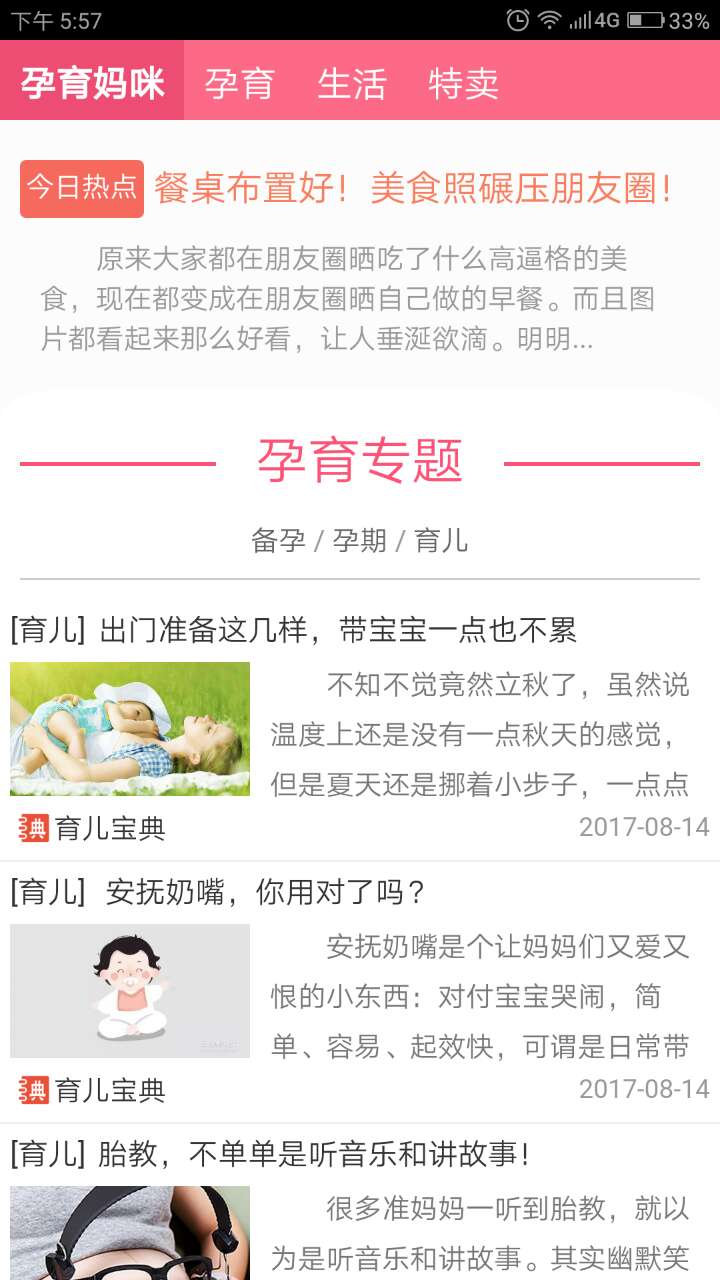 下午 5:57
4G 33%
孕育妈咪 孕育 生活 特卖
今日热点 餐桌布置好！美食照碾压朋友圈！
原来大家都在朋友圈晒吃了什么高逼格的美
食，现在都变成在朋友圈晒自己做的早餐。而且图
片都看起来那么好看，让人垂涎欲滴。明明...
孕育专题
备孕 / 孕期 / 育儿
[育儿] 出门准备这几样，带宝宝一点也不累
不知不觉竟然立秋了，虽然说
温度上还是没有一点秋天的感觉，
但是夏天还是挪着小步子，一点点
典 育儿宝典 2017-08-14
[育儿] 安抚奶嘴，你用对了吗？
安抚奶嘴是个让妈妈们又爱又
恨的小东西：对付宝宝哭闹，简
单、容易、起效快，可谓是日常带
典 育儿宝典 2017-08-14
[育儿] 胎教，不单单是听音乐和讲故事！
很多准妈妈一听到胎教，就以
为是听音乐和讲故事。其实幽默笑